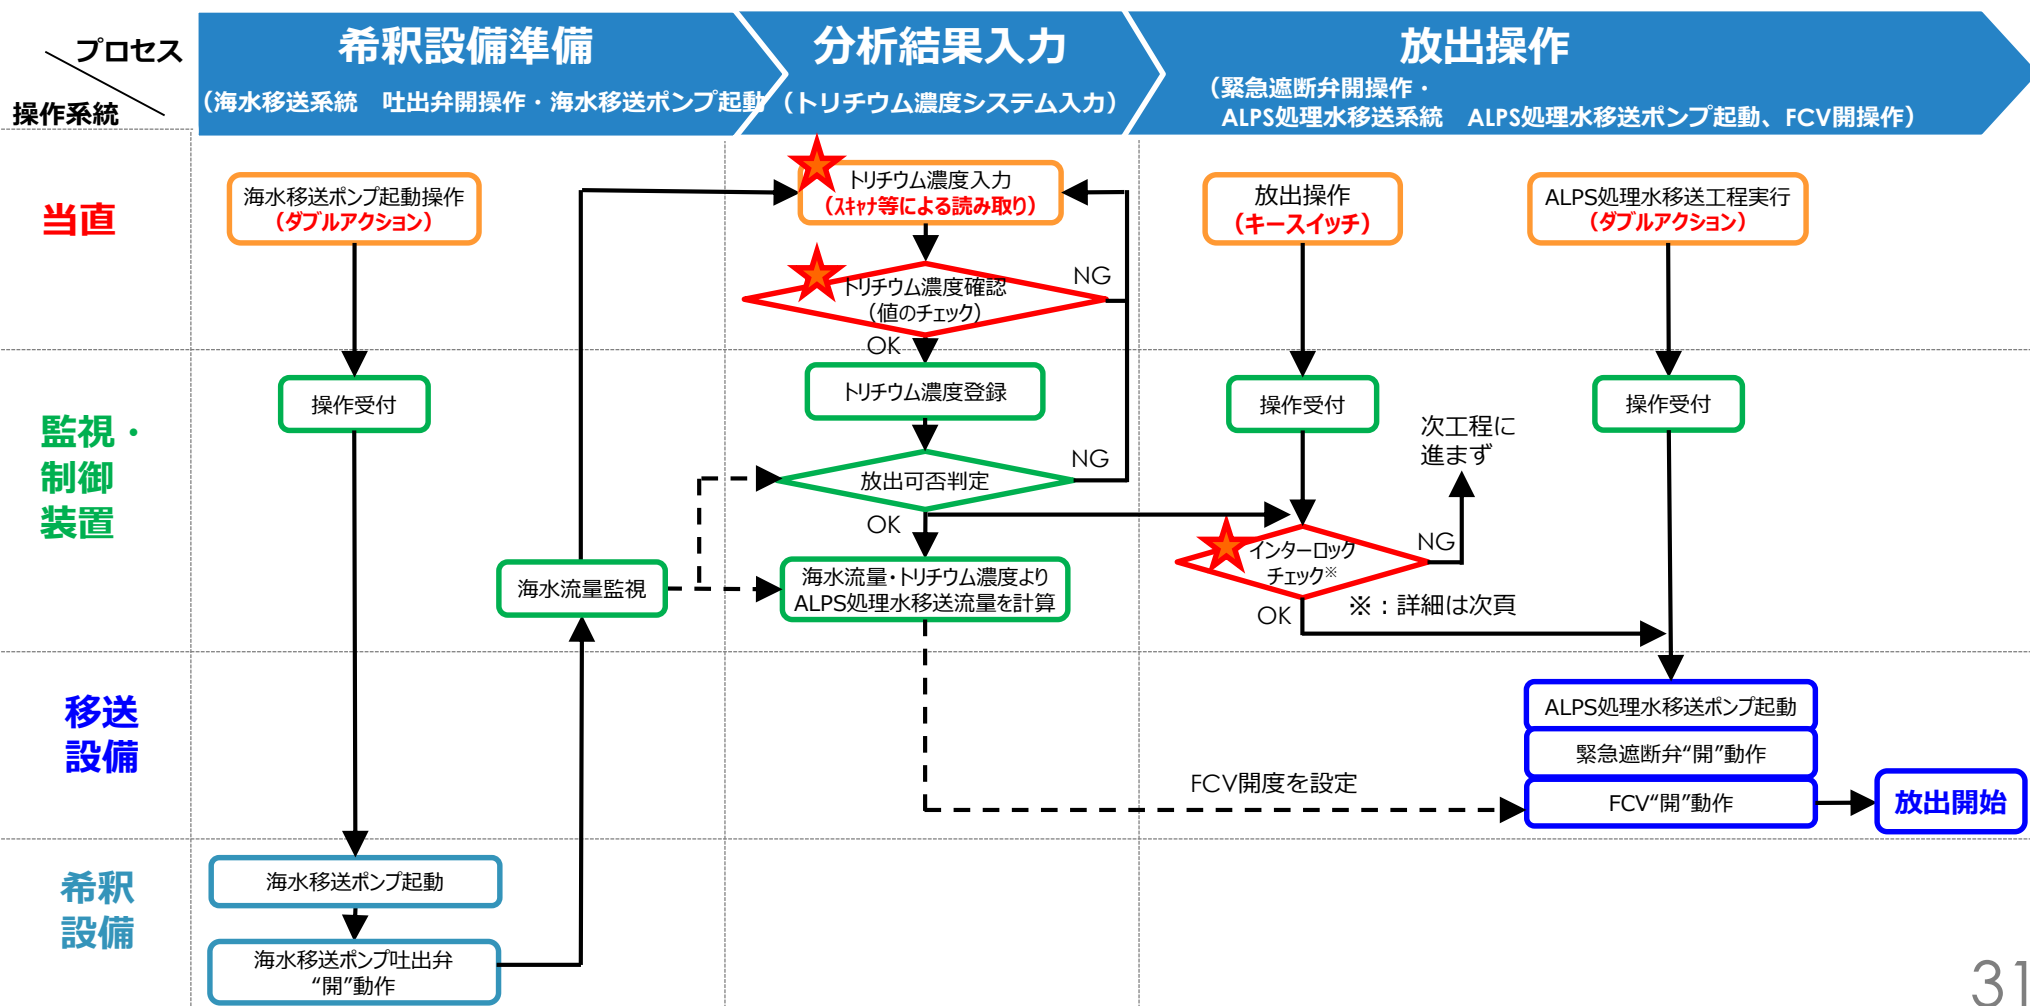 プロセス
操作系統
希釈設備準備
（海水移送系統　吐出弁開操作・海水移送ポンプ起動）
分析結果入力
（トリチウム濃度システム入力）
放出操作
（緊急遮断弁開操作・
ALPS処理水移送系統　ALPS処理水移送ポンプ起動、FCV開操作）
当直
海水移送ポンプ起動操作
（ダブルアクション）
トリチウム濃度入力
（スキャナ等による読み取り）
トリチウム濃度確認
（値のチェック）
NG
OK
放出操作
（キースイッチ）
ALPS処理水移送工程実行
（ダブルアクション）
監視・
制御
装置
操作受付
海水流量監視
トリチウム濃度登録
放出可否判定
NG
OK
海水流量・トリチウム濃度より
ALPS処理水移送流量を計算
操作受付
次工程に
進まず
インターロック
チェック※
NG
OK
※：詳細は次頁
操作受付
移送
設備
FCV開度を設定
ALPS処理水移送ポンプ起動
緊急遮断弁“開”動作
FCV“開”動作
放出開始
希釈
設備
海水移送ポンプ起動
海水移送ポンプ吐出弁
“開”動作
31